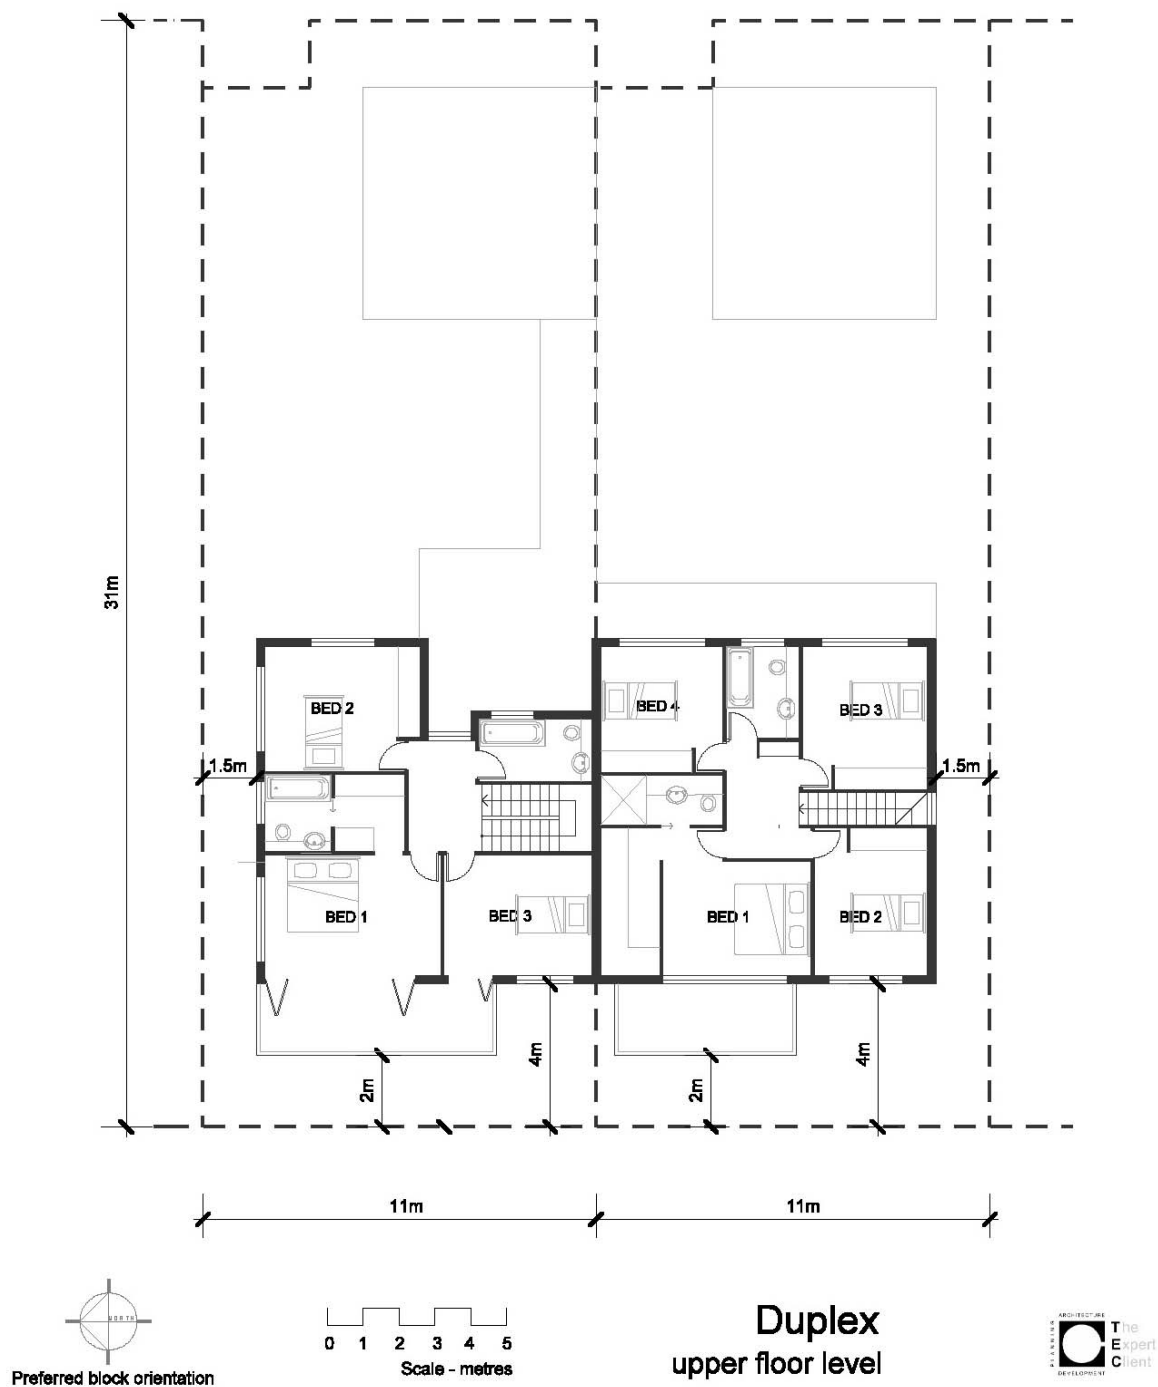 31m
BED 2
BED 4
BED 3
1.5m
1.5m
BED 1
BED 3
BED 1
BED 2
2m
4m
2m
4m
11m
11m
NORTH
Preferred block orientation
0 1 2 3 4 5
Scale - metres
Duplex
upper floor level
ARCHITECTURE
PLANNING
DEVELOPMENT
The
Expert
Client